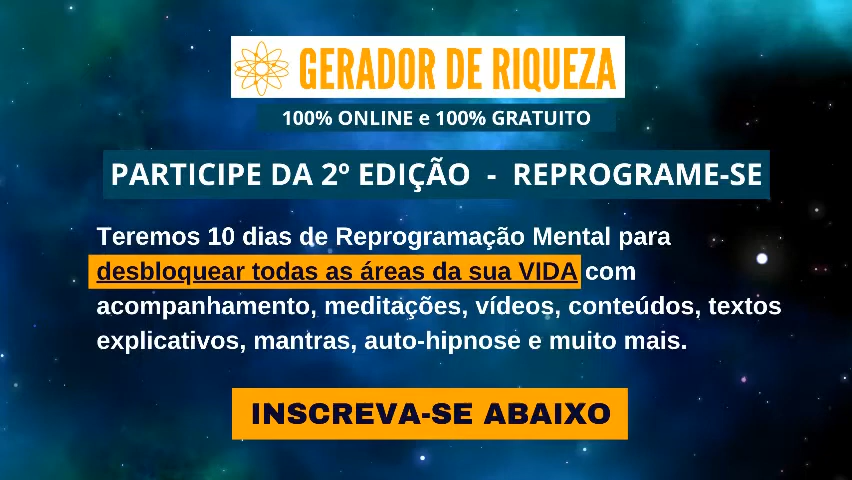 GERADOR DE RIQUEZA
100% ONLINE e 100% GRATUITO
PARTICIPE DA 2º EDIÇÃO - REPROGRAME-SE
Teremos 10 dias de Reprogramação Mental para
desbloquear todas as áreas da sua VIDA com
acompanhamento, meditações, vídeos, conteúdos, textos
explicativos, mantras, auto-hipnose e muito mais.
INSCREVA-SE ABAIXO